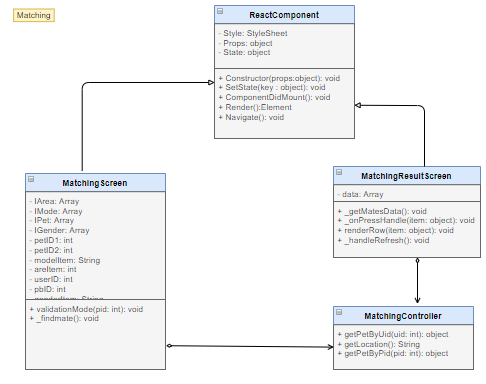 Matching
ReactComponent
- Style: StyleSheet
- Props: object
- State: object
+ Constructor(props:object): void
+ SetState(key : object): void
+ ComponentDidMount(): void
+ Render():Element
+ Navigate(): void
MatchingScreen
- lArea: Array
- lMode: Array
- lPet: Array
- lGender: Array
- petID1: int
- petID2: int
- modeItem: String
- areItem: int
- userID: int
- pbID: int
- genderItem: String
+ validationMode(pid: int): void
+ _findmate(): void
MatchingResultScreen
- data: Array
+ _getMatesData(): void
+ _onPressHandle(item: object): void
+ renderRow(item: object): void
+ _handleRefresh(): void
MatchingController
+ getPetByUid(uid: int): object
+ getLocation(): String
+ getPetByPid(pid: int): object